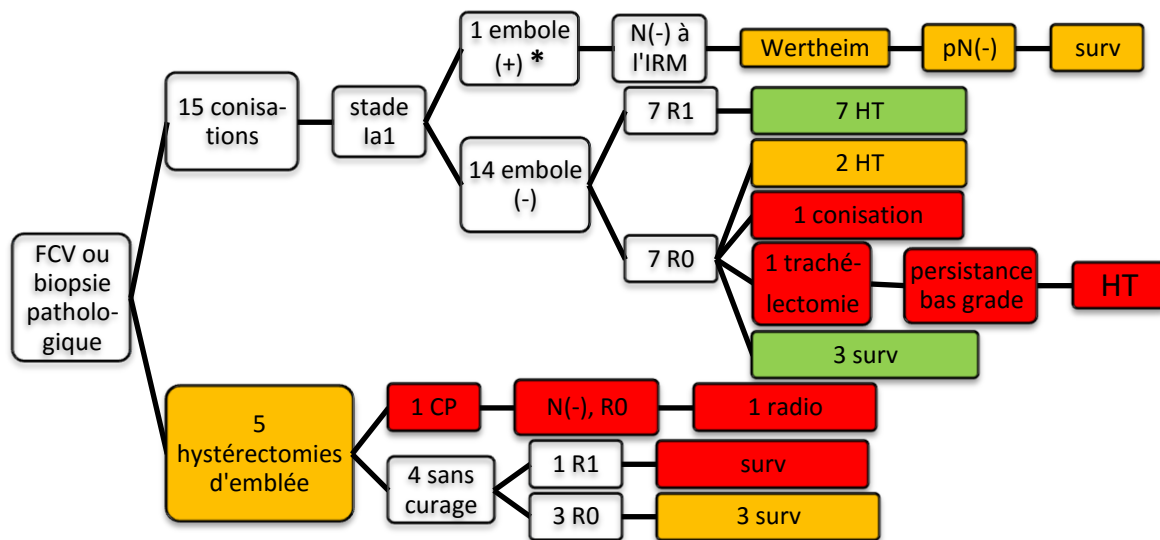 FCV ou
biopsie
patholo-
gique
15 conisa-
tions
stade
Ia1
1 embole
(+) *
N(-) à
l'IRM
Wertheim
pN(-)
surv
14 embole
(-)
7 R1
7 HT
7 R0
2 HT
1 conisation
1 traché-
lectomie
persistance
bas grade
HT
3 surv
5
hystérectomies
d'emblée
1 CP
N(-), R0
1 radio
4 sans
curage
1 R1
surv
3 R0
3 surv